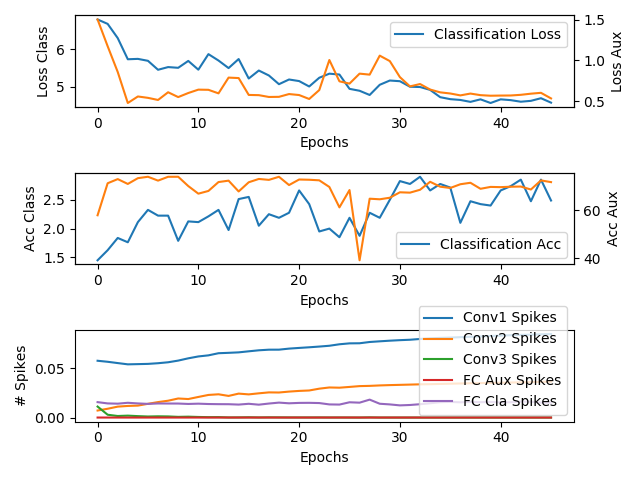 Classification Loss
Loss Class
6
5
1.5
1.0
0.5
Loss Aux
0
10
20
30
40
Epochs
Acc Class
2.5
2.0
1.5
60
40
Acc Aux
Classification Acc
0
10
20
30
40
Epochs
# Spikes
0.05
0.00
Conv1 Spikes
Conv2 Spikes
Conv3 Spikes
FC Aux Spikes
FC Cla Spikes
0
10
20
30
40
Epochs